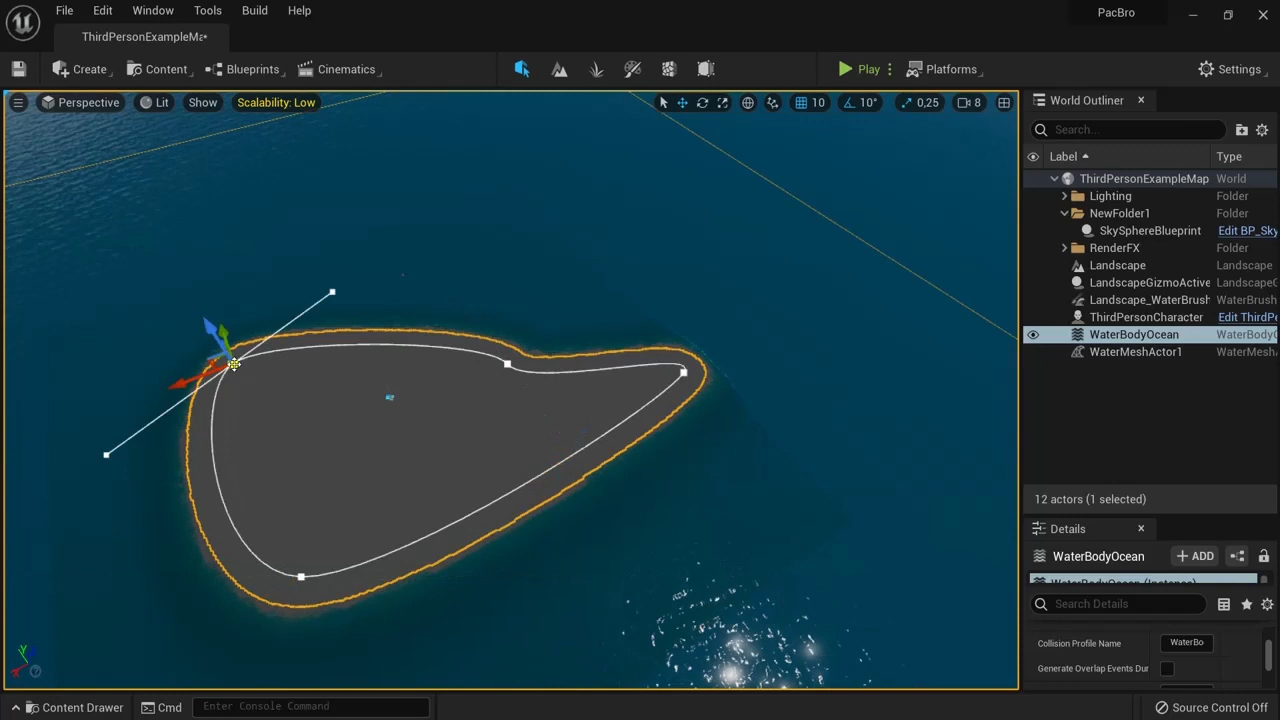 File Edit Window Tools Build Help
PacBro
ThirdPersonExampleMa•
Create Content Blueprints Cinematics Play Platforms Settings
Perspective Lit Show Scalability: Low 10 10° 0,25 8
World Outliner
Search...
Label Type
ThirdPersonExampleMap World
Lighting Folder
NewFolder1 Folder
SkySphereBlueprint Edit BP_Sky
RenderFX Folder
Landscape Landscape
LandscapeGizmoActive LandscapeG
Landscape_WaterBrush WaterBrush
ThirdPersonCharacter Edit ThirdPe
WaterBodyOcean WaterBodyO
WaterMeshActor1 WaterMesh
12 actors (1 selected)
Details
WaterBodyOcean + ADD
WaterBodyOcean (Instance)
Search Details
Collision Profile Name WaterBo
Generate Overlap Events Dur
Content Drawer Cmd Enter Console Command Source Control Off